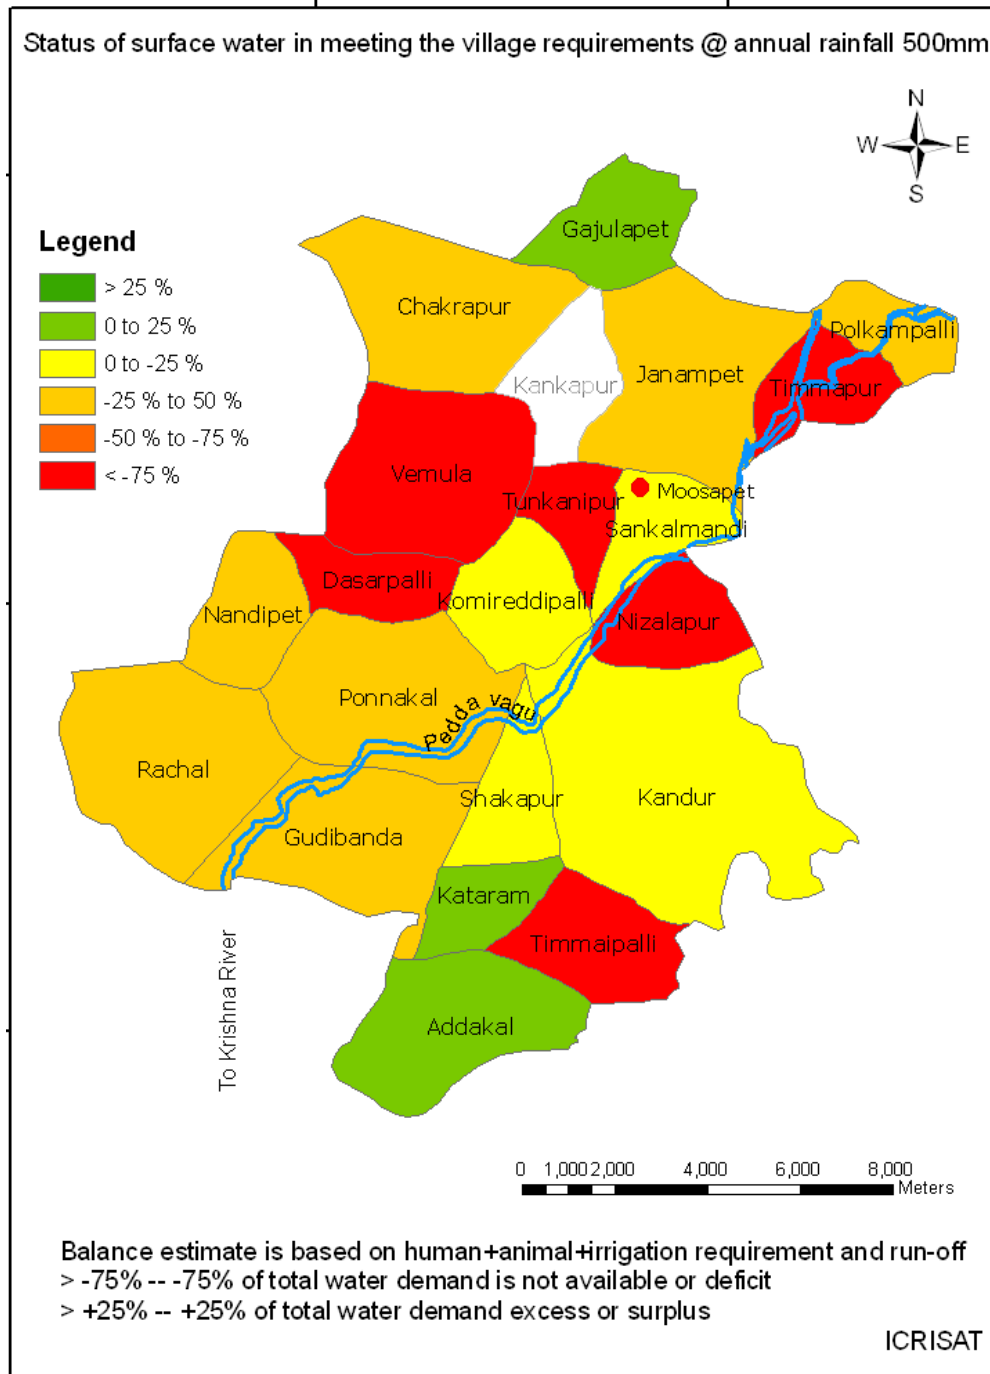 Status of surface water in meeting the village requirements @ annual rainfall 500mm
N
W E
S
Legend
> 25 %
0 to 25 %
0 to -25 %
-25 % to 50 %
-50 % to -75 %
< -75 %
Gajulapet
Chakrapur
Polkampalli
Kankapur
Janampet
Timmapur
Vemula
Tunkanipur
Moosapet
Sankalmandi
Dasarpalli
Komireddipalli
Nandipet
Nizalapur
Ponnakal
Pedda vagu
Rachal
Shakapur
Kandur
Gudibanda
Kataram
Timmaipalli
To Krishna River
Addakal
0 1,000 2,000 4,000 6,000 8,000
Meters
Balance estimate is based on human+animal+irrigation requirement and run-off
> -75% -- -75% of total water demand is not available or deficit
> +25% -- +25% of total water demand excess or surplus
ICRISAT